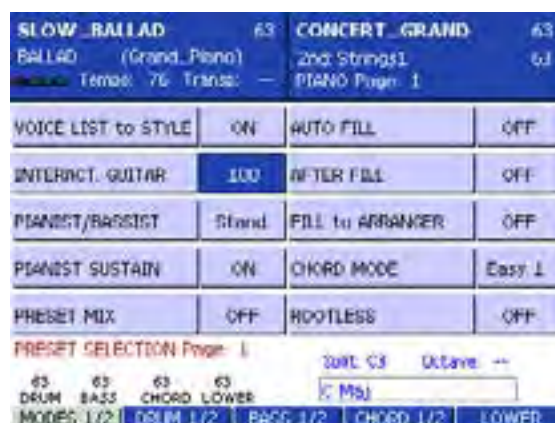 SLOW_BALLAD 63 CONCERT_GRAND 63
BALLAD (Grand_Piano) 2nd: Strings1 63
Tempo: 76 Transp: -- PIANO Page: 1
VOICE LIST to STYLE ON AUTO FILL OFF
INTERACT. GUITAR 100 AFTER FILL OFF
PIANIST/BASSIST Stand. FILL to ARRANGER OFF
PIANIST SUSTAIN ON CHORD MODE Easy 1
PRESET MIX OFF ROOTLESS OFF
PRESET SELECTION Page: 1 Split: C3 Octave: --
63 63 63 63
DRUM BASS CHORD LOWER C Maj
MODES 1/2 DRUM 1/2 BASS 1/2 CHORD 1/2 LOWER